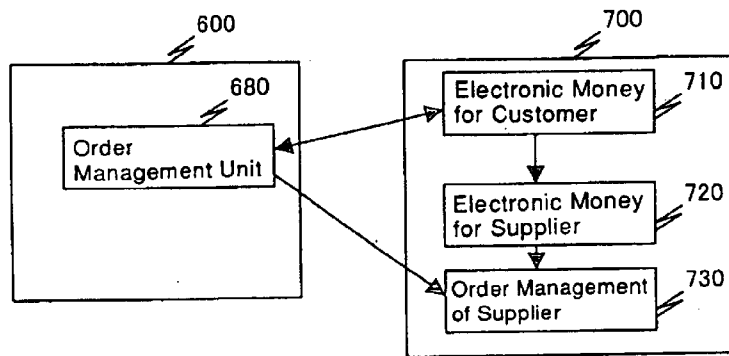 600
700
680
Order
Management Unit
Electronic Money
for Customer
710
Electronic Money
for Supplier
720
Order Management
of Supplier
730